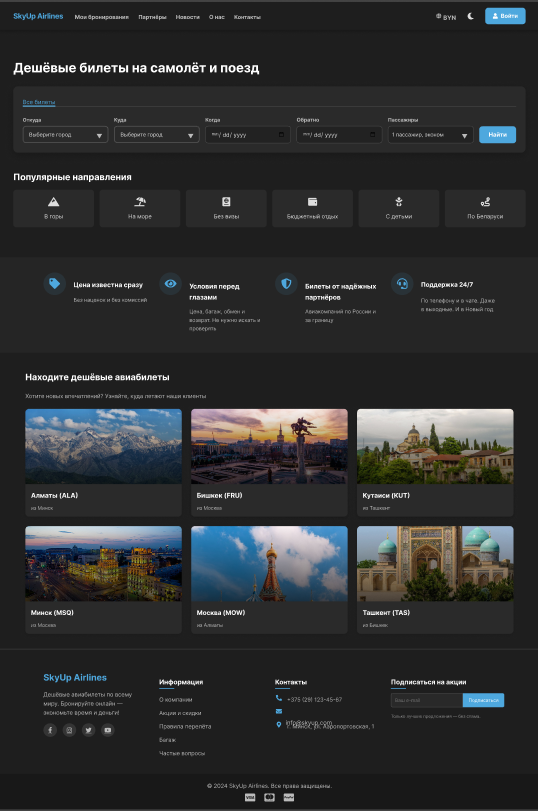 SkyUp Airlines
Мои бронирования Партнёры Новости О нас Контакты
BYN
Войти
Дешёвые билеты на самолёт и поезд
Все билеты
Откуда Куда Когда Обратно Пассажиры
Выберите город Выберите город mm/ dd/ yyyy mm/ dd/ yyyy 1 пассажир, эконом Найти
Популярные направления
В горы На море Без визы Бюджетный отдых С детьми По Беларуси
Цена известна сразу
Без наценок и без комиссий
Условия перед
глазами
Цена, багаж, обмен и
возврат. Не нужно искать и
проверять
Билеты от надёжных
партнёров
Авиакомпаний по России и
за границу
Поддержка 24/7
По телефону и в чате. Даже
в выходные. И в Новый год
Находите дешёвые авиабилеты
Хотите новых впечатлений? Узнайте, куда летают наши клиенты
Алматы (ALA)
из Минск
Бишкек (FRU)
из Москва
Кутаиси (KUT)
из Ташкент
Минск (MSQ)
из Москва
Москва (MOW)
из Алматы
Ташкент (TAS)
из Бишкек
SkyUp Airlines
Дешёвые авиабилеты по всему
миру. Бронируйте онлайн —
экономьте время и деньги!
Информация
О компании
Акции и скидки
Правила перелёта
Багаж
Частые вопросы
Контакты
+375 (29) 123-45-67
info@skyup.com
г. Минск, ул. Аэропортовская, 1
Подписаться на акции
Ваш e-mail Подписаться
Только лучшие предложения — без спама.
© 2024 SkyUp Airlines. Все права защищены.
VISA